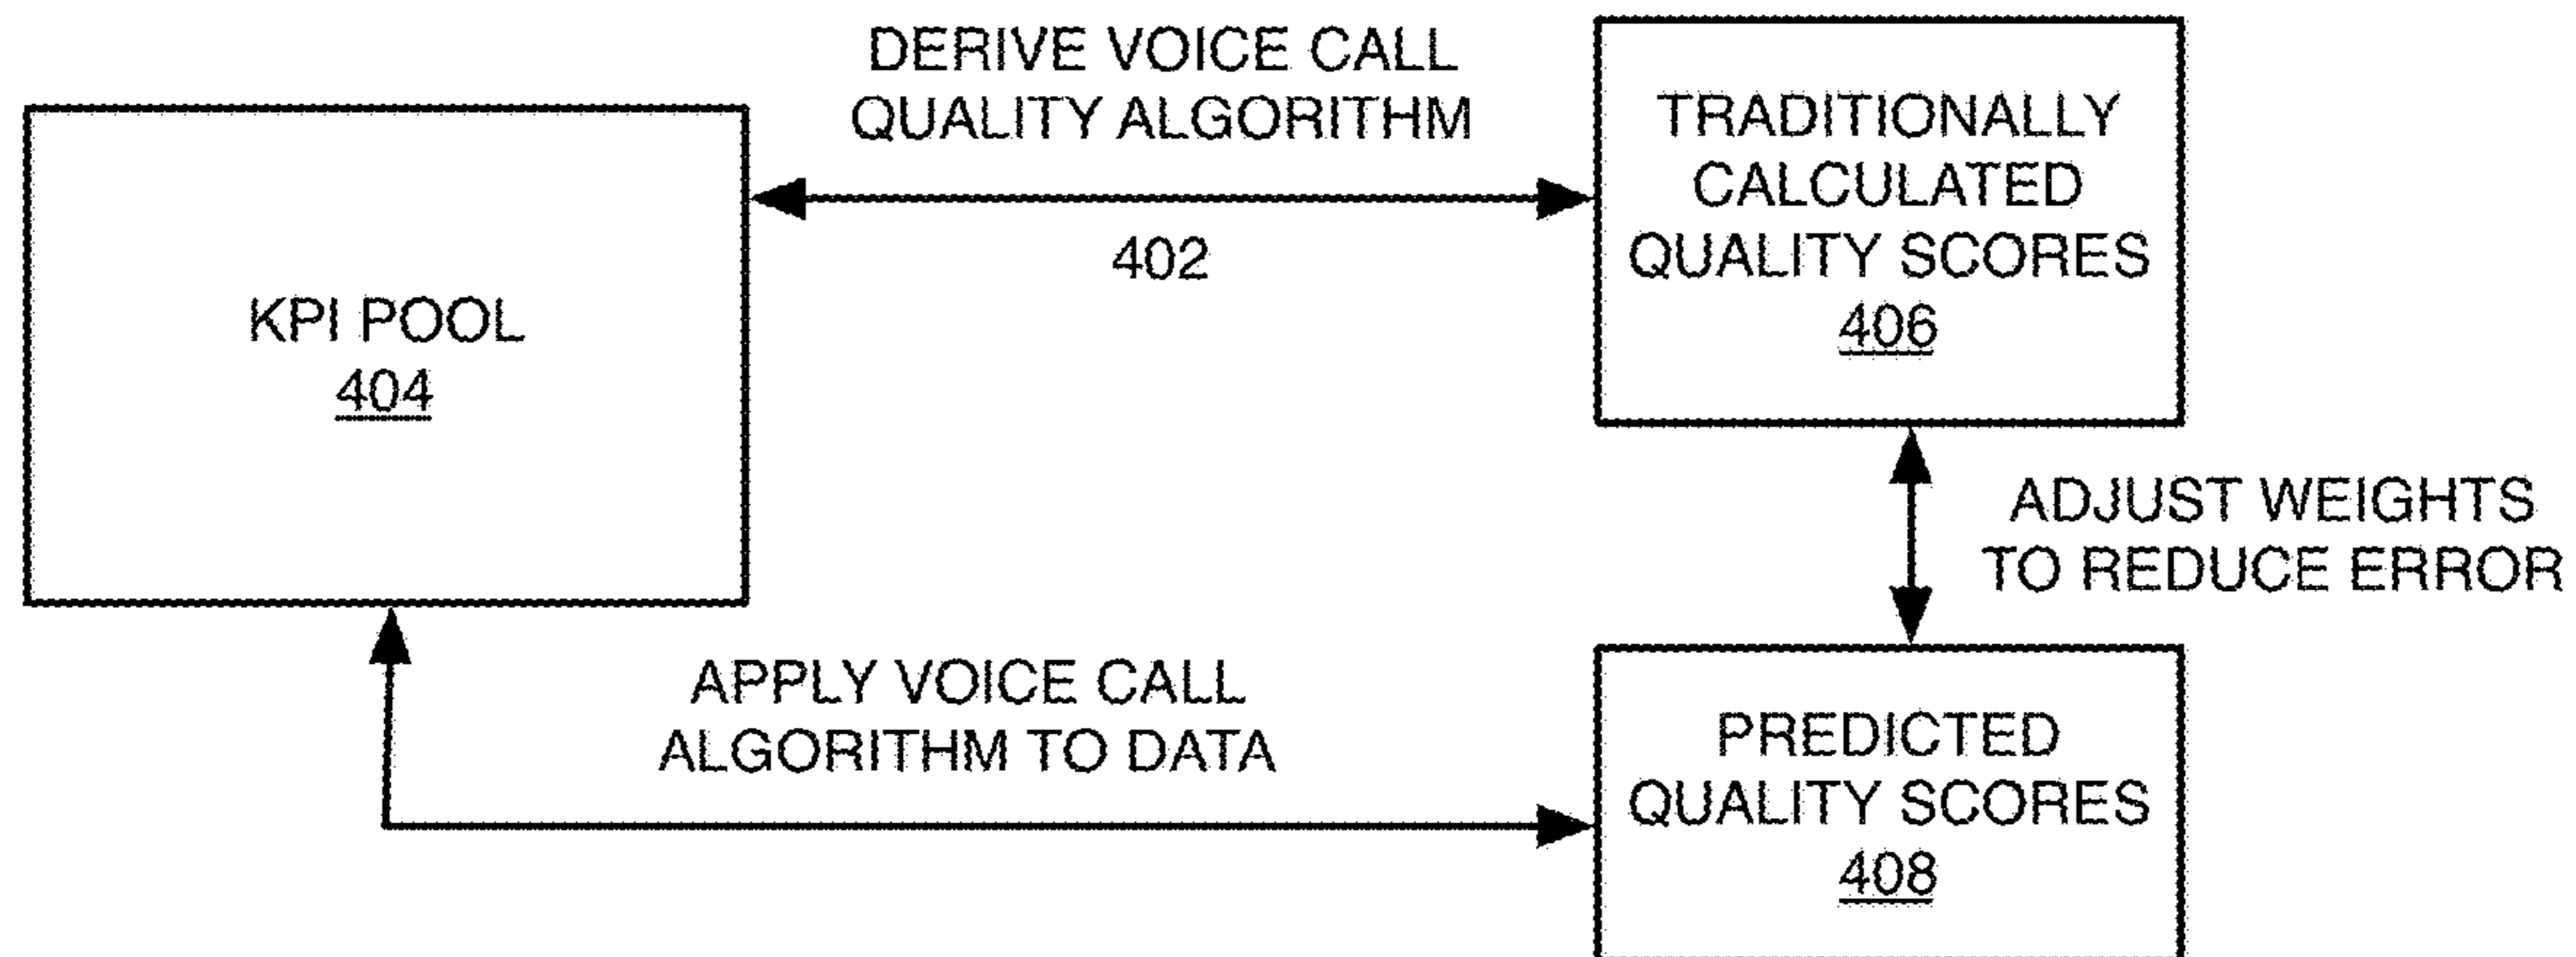 DERIVE VOICE CALL
QUALITY ALGORITHM
402
KPI POOL
404
TRADITIONALLY
CALCULATED
QUALITY SCORES
406
ADJUST WEIGHTS
TO REDUCE ERROR
APPLY VOICE CALL
ALGORITHM TO DATA
PREDICTED
QUALITY SCORES
408